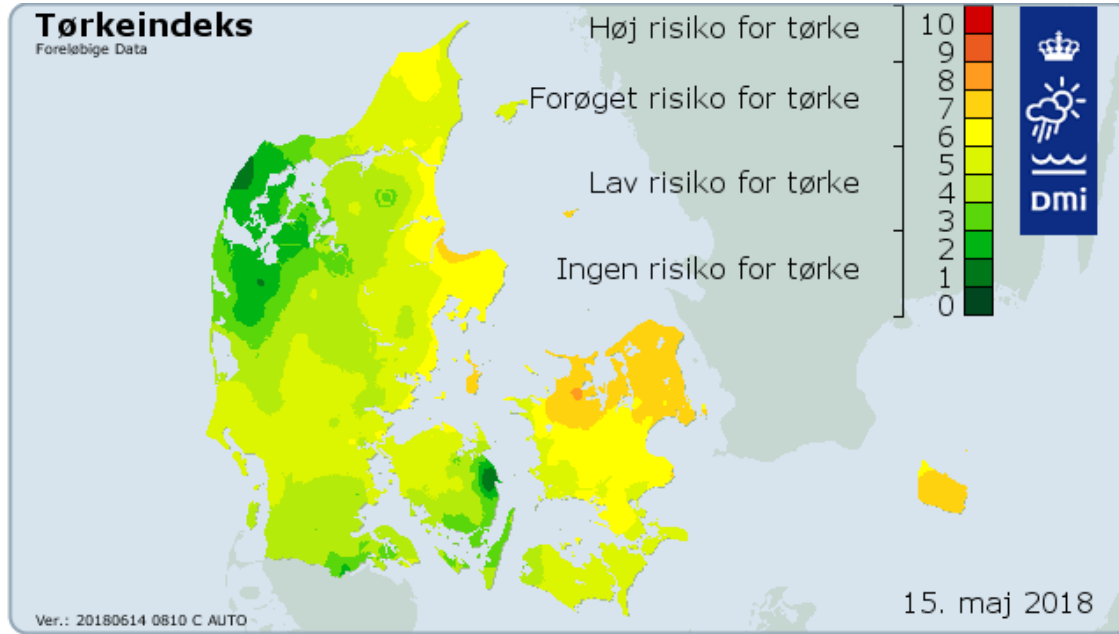 Tørkeindeks
Foreløbige Data
Høj risiko for tørke
Forøget risiko for tørke
Lav risiko for tørke
Ingen risiko for tørke
10
9
8
7
6
5
4
3
2
1
0
DMI
15. maj 2018
Ver.: 20180614 0810 C AUTO